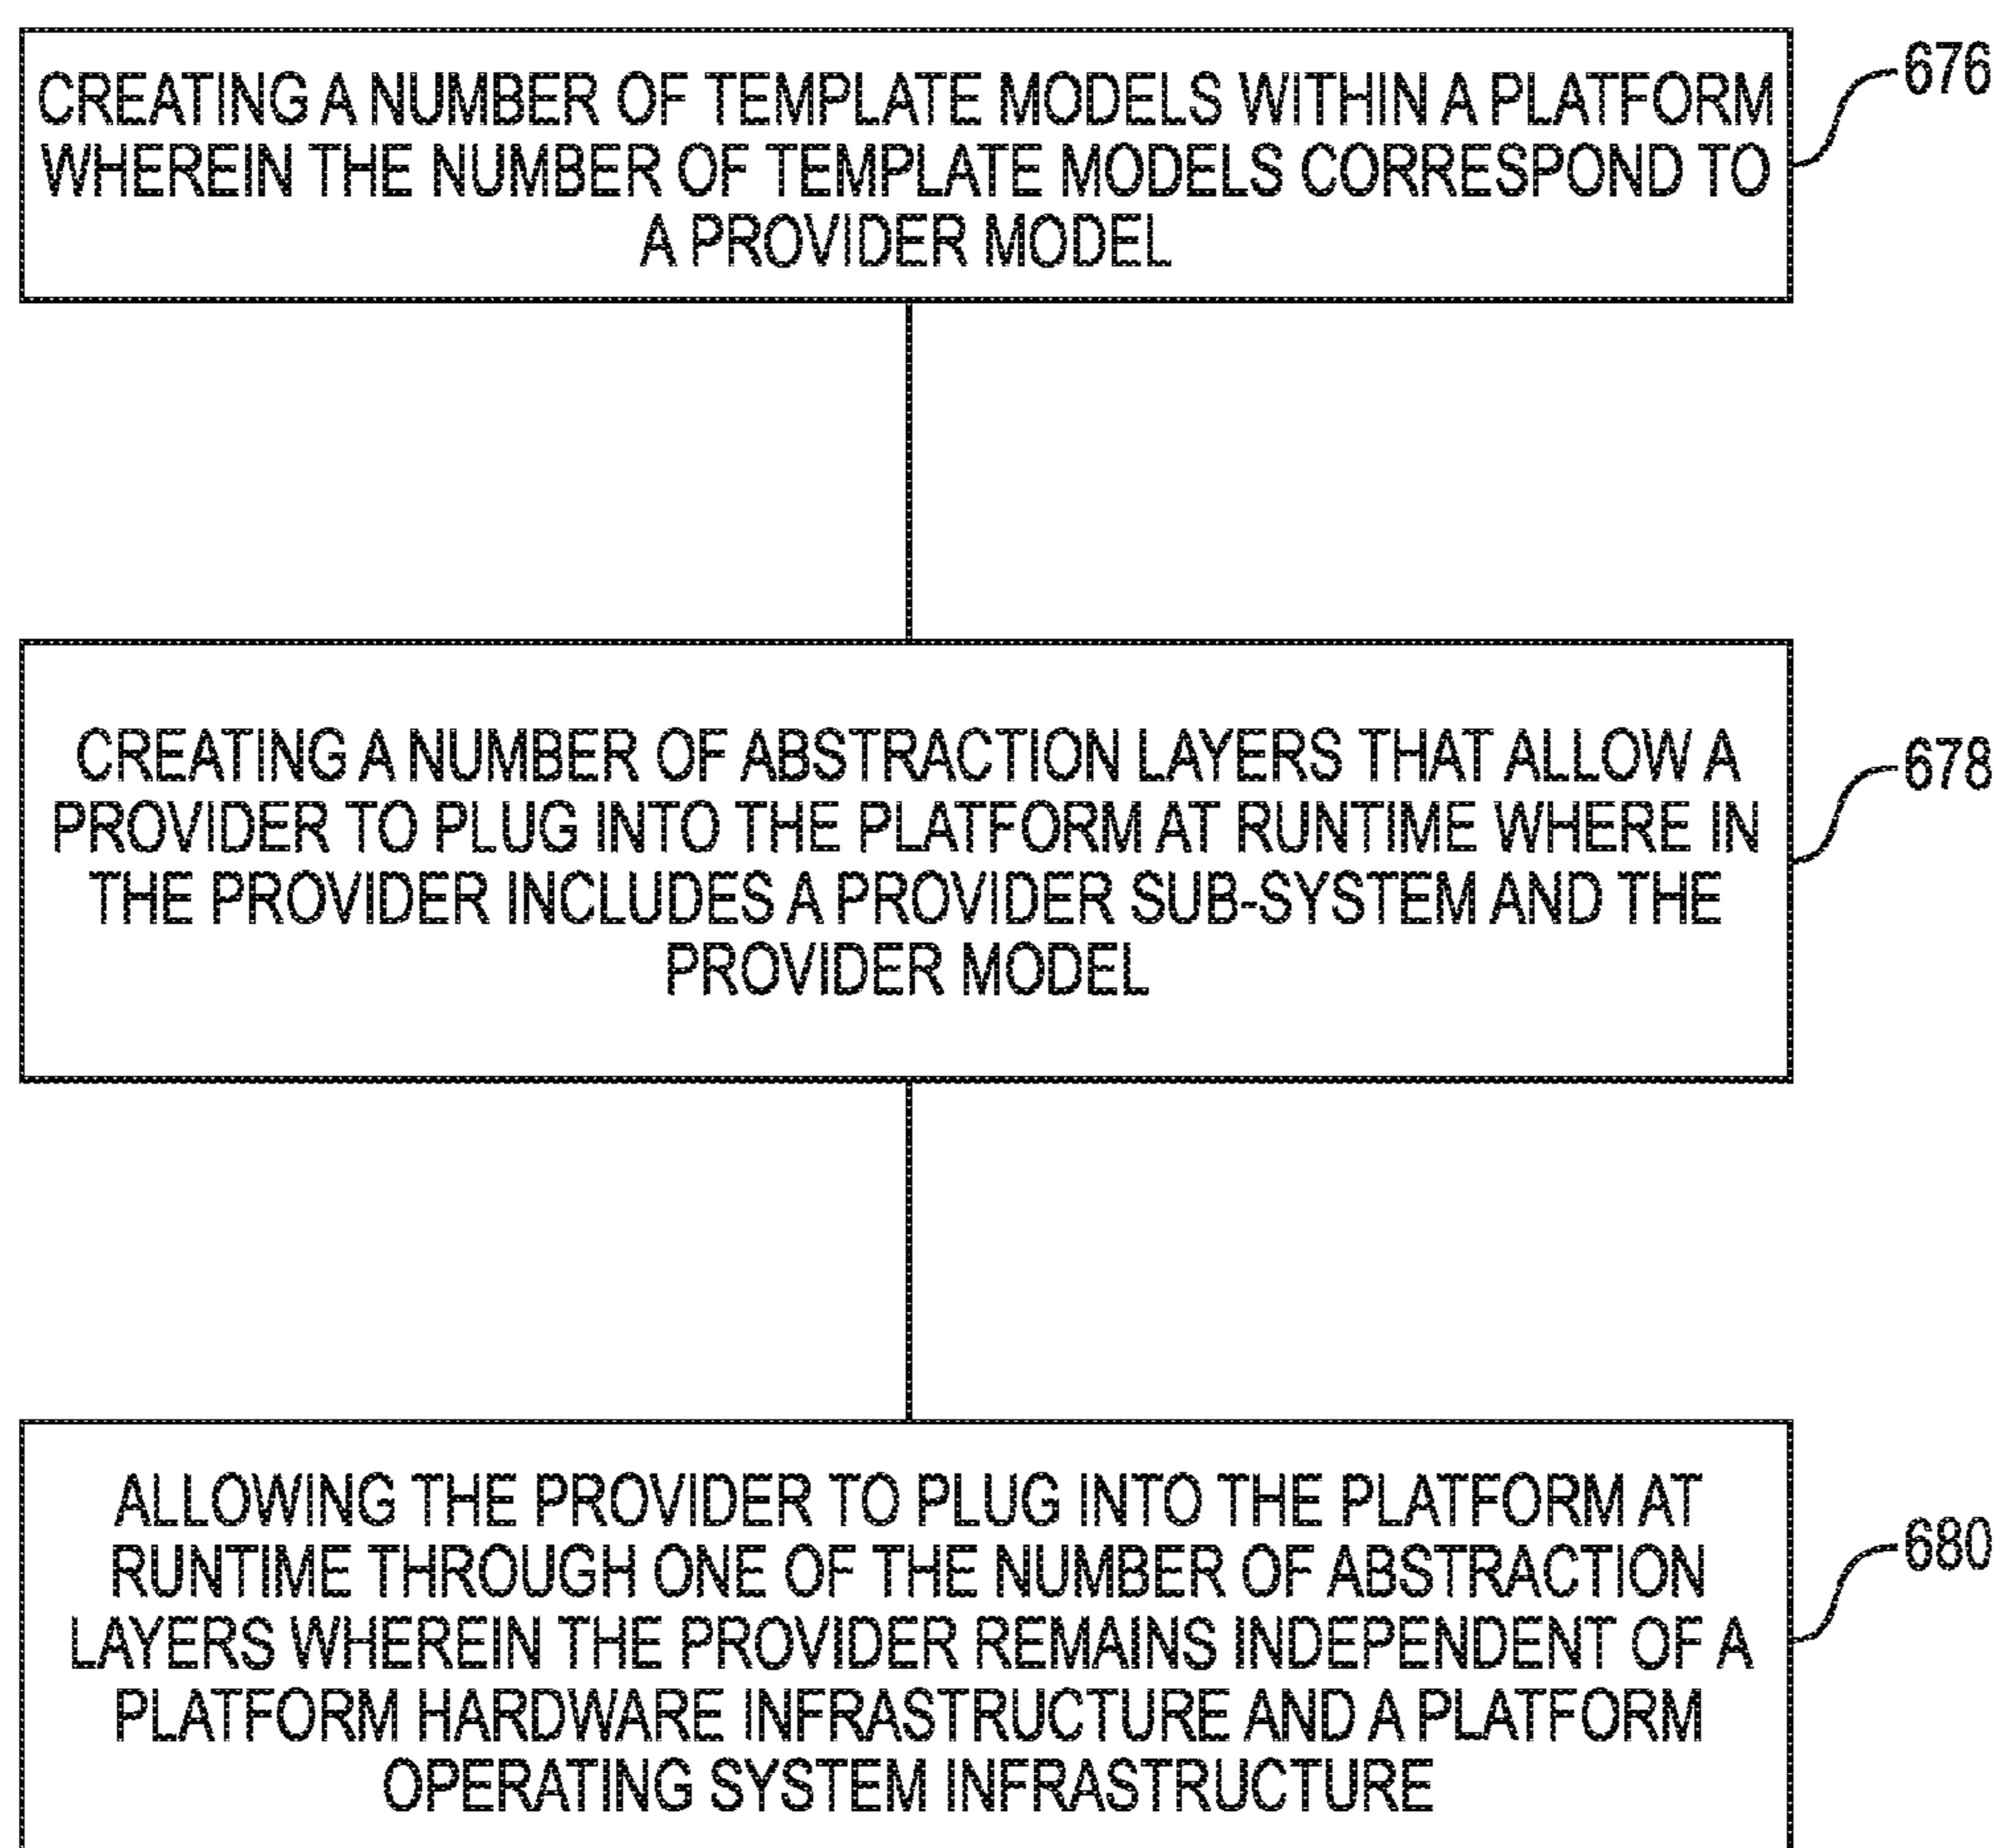 CREATING A NUMBER OF TEMPLATE MODELS WITHIN A PLATFORM
WHEREIN THE NUMBER OF TEMPLATE MODELS CORRESPOND TO
A PROVIDER MODEL
676
CREATING A NUMBER OF ABSTRACTION LAYERS THAT ALLOW A
PROVIDER TO PLUG INTO THE PLATFORM AT RUNTIME WHERE IN
THE PROVIDER INCLUDES A PROVIDER SUB-SYSTEM AND THE
PROVIDER MODEL
678
ALLOWING THE PROVIDER TO PLUG INTO THE PLATFORM AT
RUNTIME THROUGH ONE OF THE NUMBER OF ABSTRACTION
LAYERS WHEREIN THE PROVIDER REMAINS INDEPENDENT OF A
PLATFORM HARDWARE INFRASTRUCTURE AND A PLATFORM
OPERATING SYSTEM INFRASTRUCTURE
680